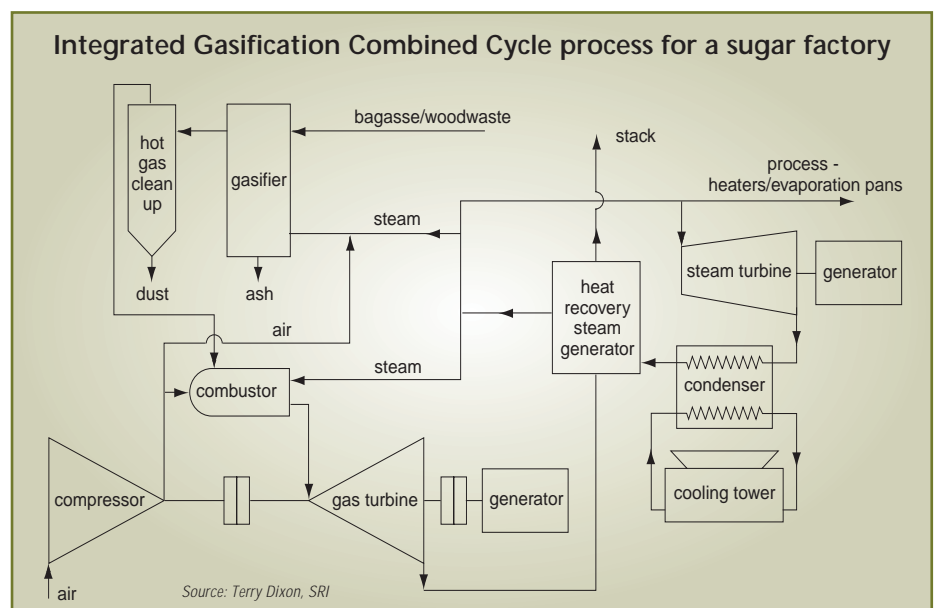 Integrated Gasification Combined Cycle process for a sugar factory
bagasse/woodwaste
stack
process -
heaters/evaporation pans
hot
gas
clean
up
gasifier
steam
steam turbine
generator
dust
ash
heat
recovery
steam
generator
air
steam
combustor
condenser
compressor
gas turbine
generator
cooling tower
air
Source: Terry Dixon, SRI